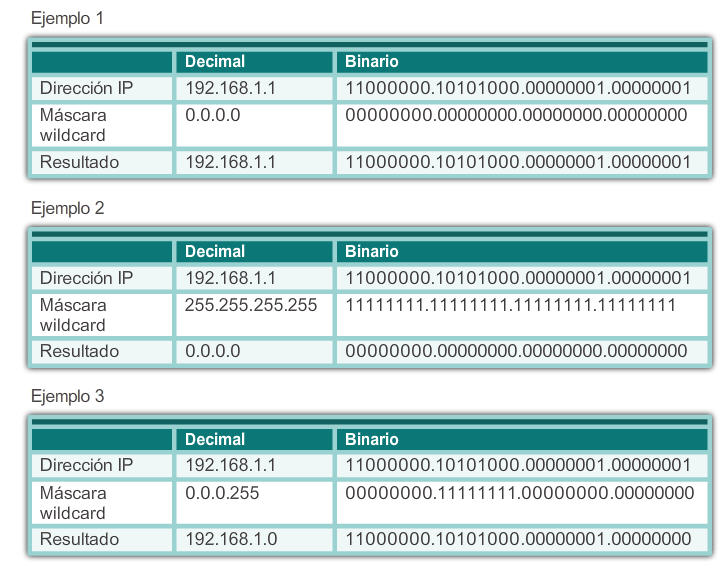 Ejemplo 1
Decimal Binario
Dirección IP 192.168.1.1 11000000.10101000.00000001.00000001
Máscara 0.0.0.0 00000000.00000000.00000000.00000000
wildcard
Resultado 192.168.1.1 11000000.10101000.00000001.00000001
Ejemplo 2
Decimal Binario
Dirección IP 192.168.1.1 11000000.10101000.00000001.00000001
Máscara 255.255.255.255 11111111.11111111.11111111.11111111
wildcard
Resultado 0.0.0.0 00000000.00000000.00000000.00000000
Ejemplo 3
Decimal Binario
Dirección IP 192.168.1.1 11000000.10101000.00000001.00000001
Máscara 0.0.0.255 00000000.11111111.00000000.00000000
wildcard
Resultado 192.168.1.0 11000000.10101000.00000001.00000000